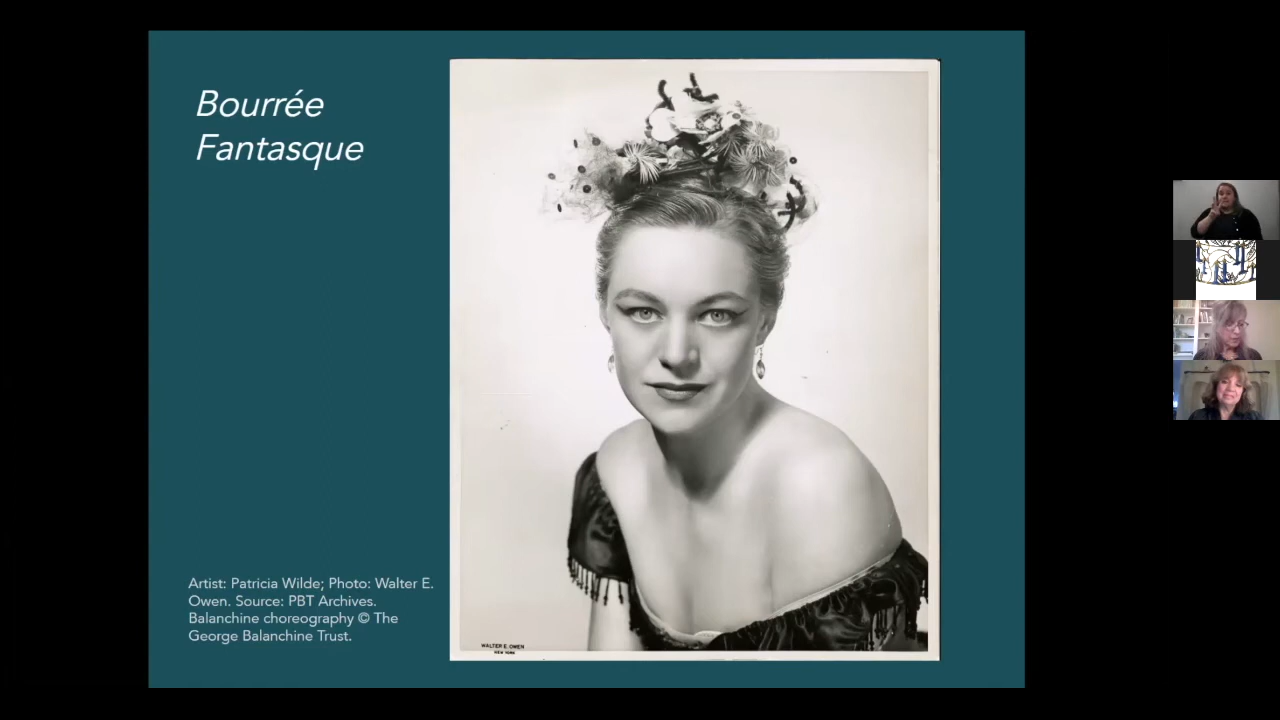 Bourrée
Fantasque
Artist: Patricia Wilde; Photo: Walter E.
Owen. Source: PBT Archives.
Balanchine choreography © The
George Balanchine Trust.
WALTER E. OWEN
NEW YORK